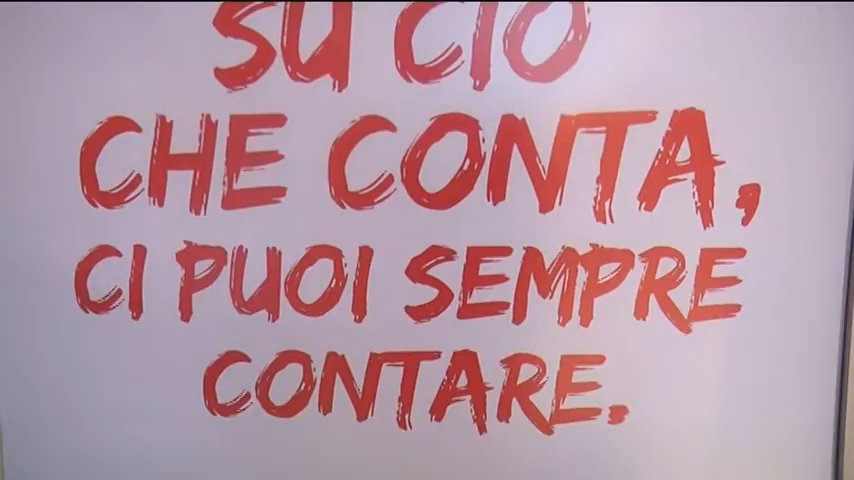 SU CIÒ
CHE CONTA,
CI PUOI SEMPRE
CONTARE.